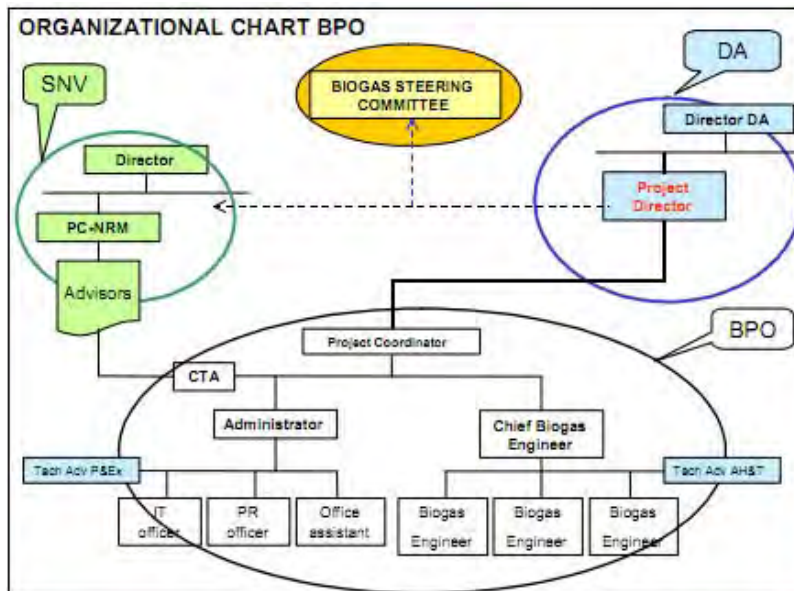 ORGANIZATIONAL CHART BPO
SNV
DA
BIOGAS STEERING
COMMITTEE
Director DA
Director
Project
Director
PC-NRM
Advisors
BPO
Project Coordinator
CTA
Administrator
Chief Biogas
Engineer
Tech Adv P&Ex
Tech Adv AH&T
IT
officer
PR
officer
Office
assistant
Biogas
Engineer
Biogas
Engineer
Biogas
Engineer